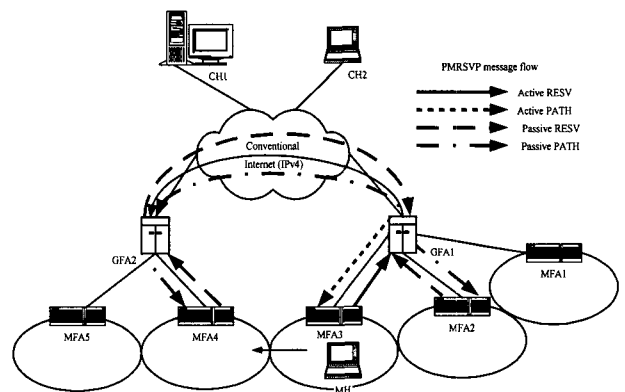 CH1
CH2
PMRSVP message flow
Active RESV
Active PATH
Passive RESV
Passive PATH
Conventional
Internet (IPv4)
GFA2
GFA1
MFA1
MFA2
MFA3
MFA4
MFA5
MH